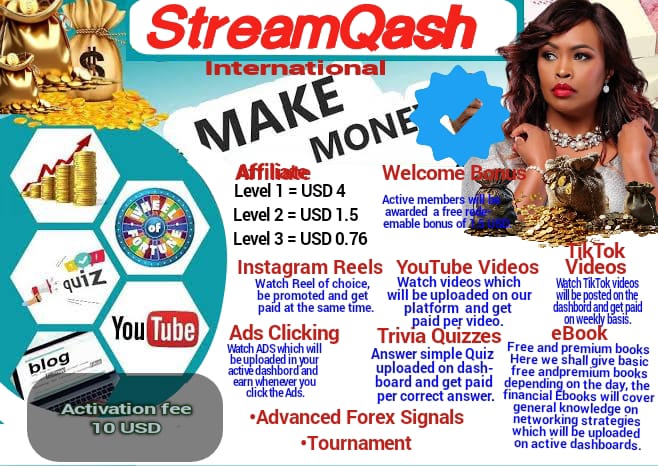 StreamQash
International
MAKE
MONEY
Affiliate
Level 1 = USD 4
Level 2 = USD 1.5
Level 3 = USD 0.76
Welcome Bonus
Active members will be
awarded a free rede-
emable bonus of
Instagram Reels
Watch Reel of choice,
be promoted and get
paid at the same time.
YouTube Videos
Watch videos which
will be uploaded on our
platform and get
paid per video.
TikTok
Videos
Watch TikTok videos
will be posted on the
dashbord and get paid
on weekly basis.
Ads Clicking
Watch ADS which will
be uploaded in your
active dashbord and
earn whenever you
click the Ads.
Trivia Quizzes
Answer simple Quiz
uploaded on dash-
board and get paid
per correct answer.
eBook
Free and premium books
Here we shall give basic
free andpremium books
depending on the day, the
financial Ebooks will cover
general knowledge on
networking strategies
which will be uploaded
on active dashboards.
•Advanced Forex Signals
•Tournament
WHEEL
of
FORTUNE
quiz
YouTube
blog
Activation fee
10 USD
$